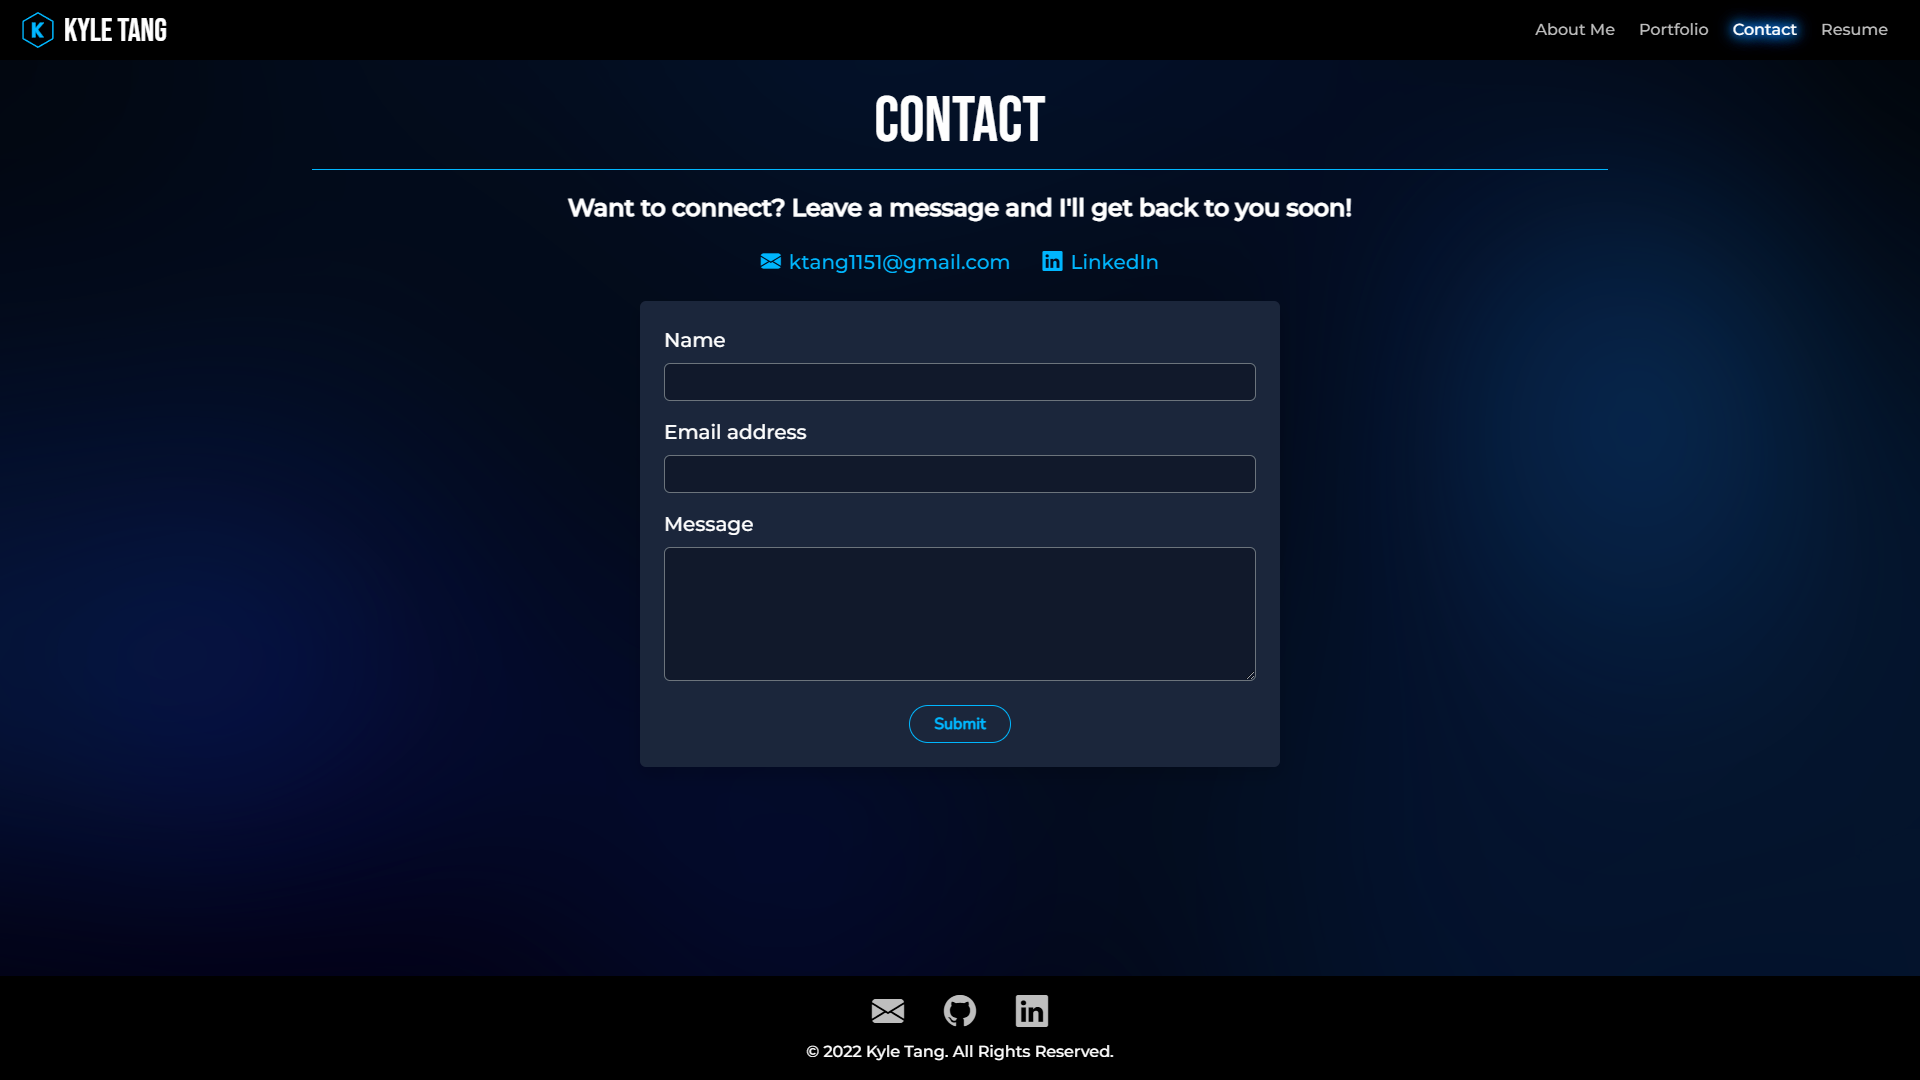 K KYLE TANG
About Me Portfolio Contact Resume
CONTACT
Want to connect? Leave a message and I'll get back to you soon!
ktang1151@gmail.com LinkedIn
Name
Email address
Message
Submit
© 2022 Kyle Tang. All Rights Reserved.